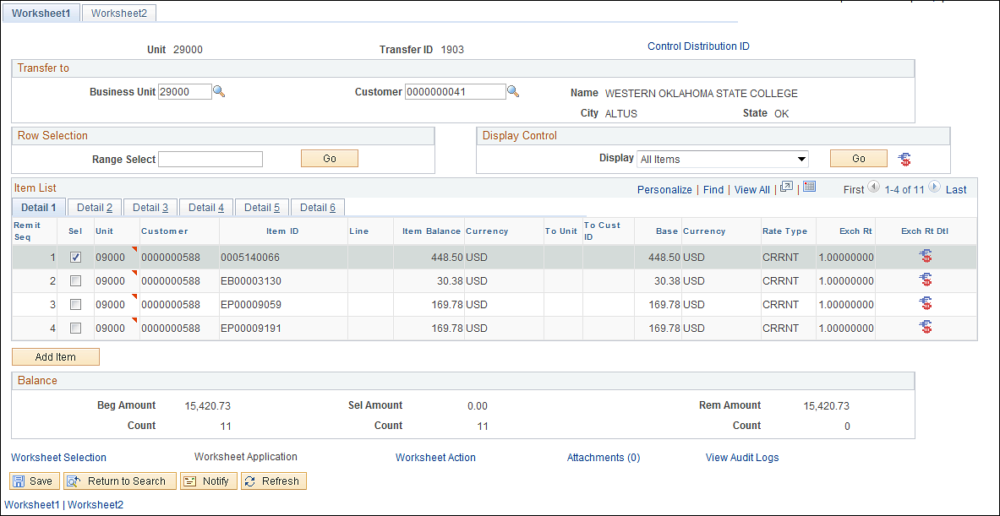 Worksheet1 Worksheet2
Unit 29000 Transfer ID 1903 Control Distribution ID
Transfer to
Business Unit 29000 Customer 0000000041 Name WESTERN OKLAHOMA STATE COLLEGE
City ALTUS State OK
Row Selection Display Control
Range Select Go Display All Items Go
Item List Personalize | Find | View All | | First 1-4 of 11 Last
Detail 1 Detail 2 Detail 3 Detail 4 Detail 5 Detail 6
Remit Seq Sel Unit Customer Item ID Line Item Balance Currency To Unit To Cust ID Base Currency Rate Type Exch Rt Exch Rt Dtl
1 09000 0000000588 0005140066 448.50 USD 448.50 USD CRRNT 1.00000000
2 09000 0000000588 EB00003130 30.38 USD 30.38 USD CRRNT 1.00000000
3 09000 0000000588 EP00009059 169.78 USD 169.78 USD CRRNT 1.00000000
4 09000 0000000588 EP00009191 169.78 USD 169.78 USD CRRNT 1.00000000
Add Item
Balance
Beg Amount 15,420.73 Sel Amount 0.00 Rem Amount 15,420.73
Count 11 Count 11 Count 0
Worksheet Selection Worksheet Application Worksheet Action Attachments (0) View Audit Logs
Save Return to Search Notify Refresh
Worksheet1 | Worksheet2